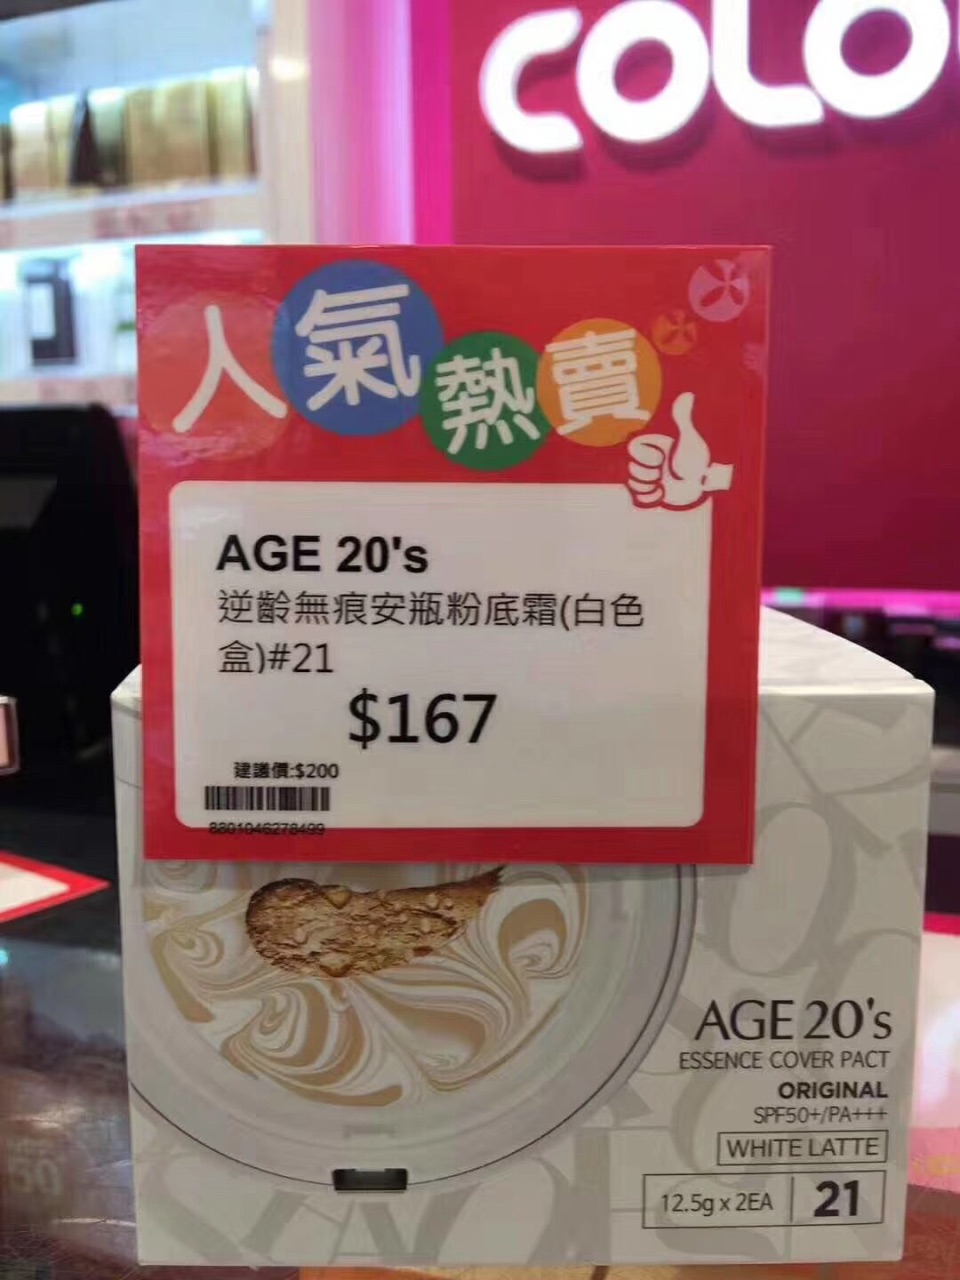 COLO
人氣熱賣
AGE 20's
逆齡無痕安瓶粉底霜(白色
盒)#21
$167
建議價:$200
8801046278499
AGE 20's
ESSENCE COVER PACT
ORIGINAL
SPF50+/PA+++
WHITE LATTE
12.5g x 2EA 21